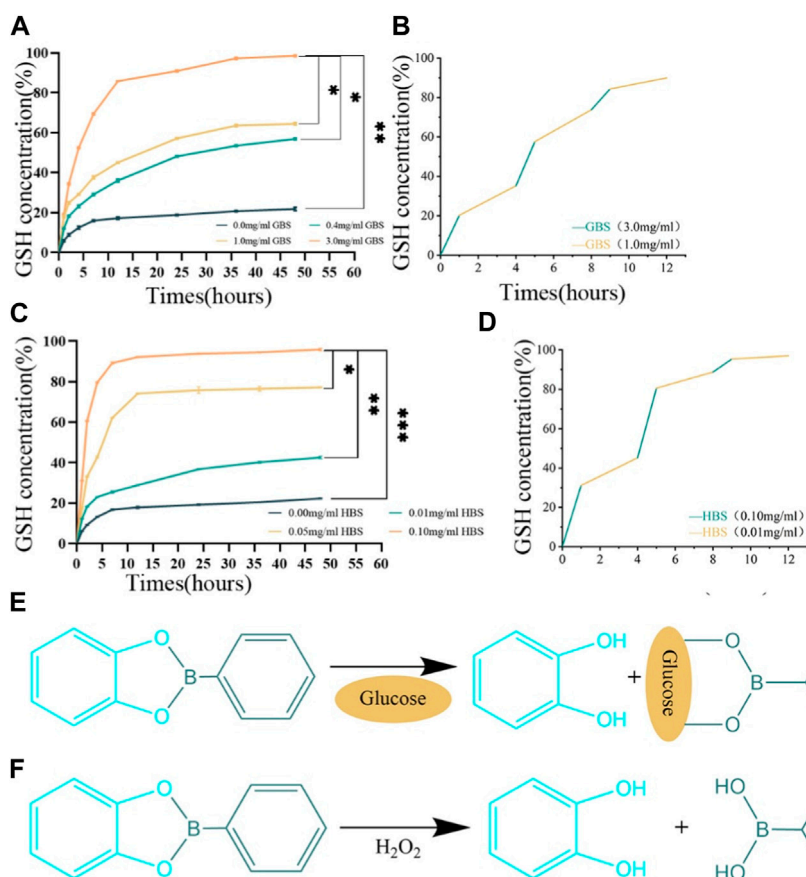 A
GSH concentration(%)
100
80
60
40
20
0
0 5 10 15 20 25 30 35 40 45 50 55 60
Times(hours)
0.0mg/ml GBS
0.4mg/ml GBS
1.0mg/ml GBS
3.0mg/ml GBS
*
*
**
B
GSH concentration(%)
100
80
60
40
20
0
0 2 4 6 8 10 12
Times(hours)
GBS（3.0mg/ml）
GBS（1.0mg/ml）
C
GSH concentration(%)
100
80
60
40
20
0
0 5 10 15 20 25 30 35 40 45 50 55 60
Times(hours)
0.00mg/ml HBS
0.01mg/ml HBS
0.05mg/ml HBS
0.10mg/ml HBS
*
**
***
D
GSH concentration(%)
100
80
60
40
20
0
0 2 4 6 8 10 12
HBS（0.10mg/ml）
HBS（0.01mg/ml）
E
O
B
O
Glucose
OH
OH
+
Glucose
O
B
O
F
O
B
O
H2O2
OH
OH
+
HO
B
HO